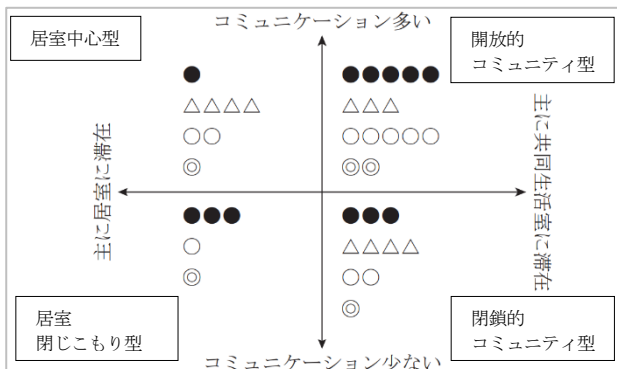 コミュニケーション多い
居室中心型
開放的
コミュニティ型
●
●●●●●
△△△△
△△△
○○
○○○○○
◎
◎◎
主に居室に滞在
主に共同生活室に滞在
●●●
●●●
○
△△△△
◎
○○
◎
居室
閉じこもり型
閉鎖的
コミュニティ型
コミュニケーション少ない